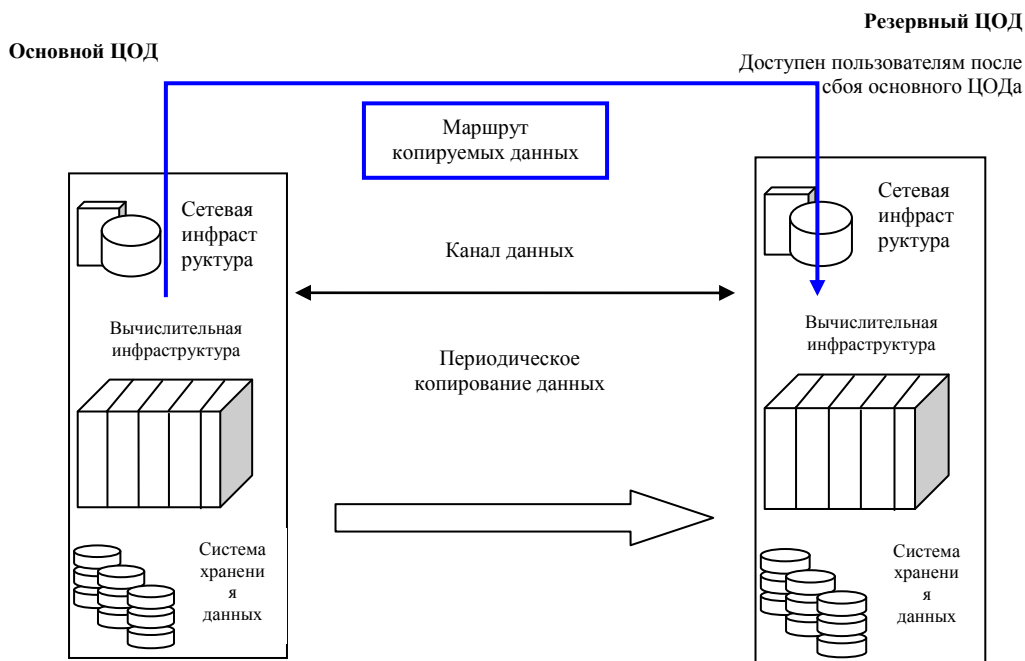 Резервный ЦОД
Основной ЦОД
Доступен пользователям после
сбоя основного ЦОДа
Маршрут
копируемых данных
Сетевая
инфраст
руктура
Канал данных
Сетевая
инфраст
руктура
Вычислительная
инфраструктура
Периодическое
копирование данных
Вычислительная
инфраструктура
Система
хранени
я
данных
Система
хранени
я
данных